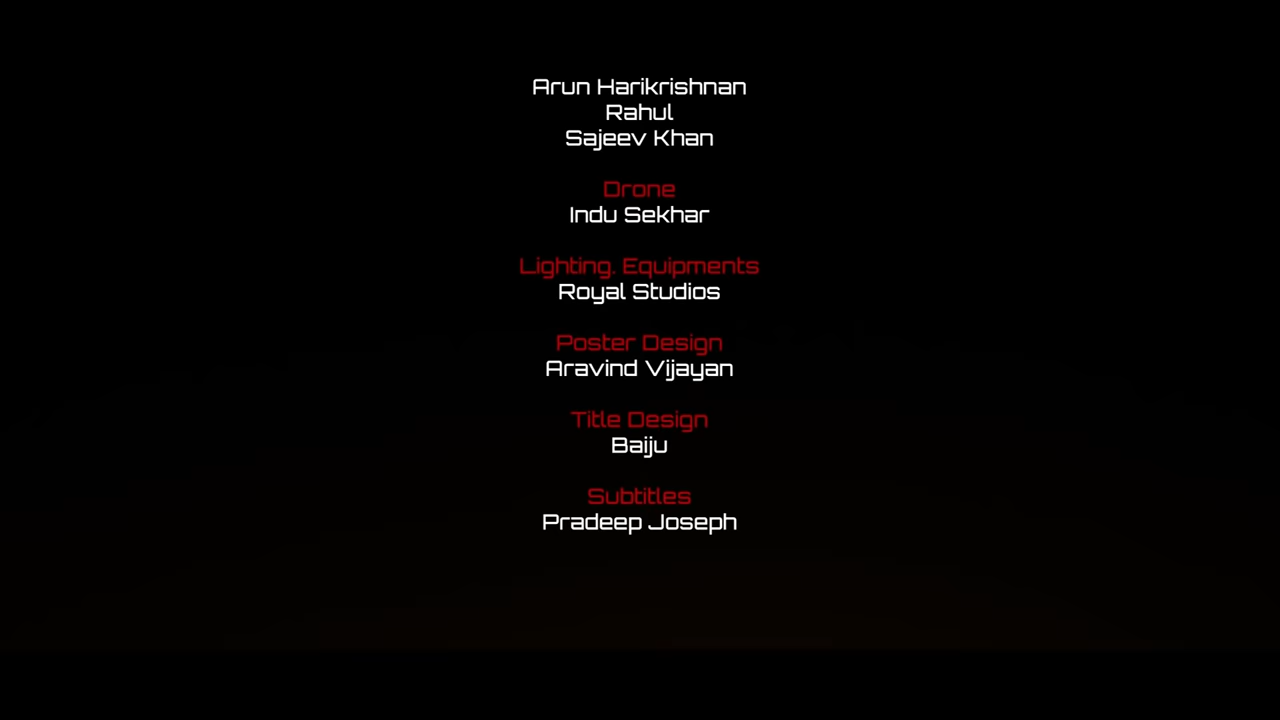 Arun Harikrishnan
Rahul
Sajeev Khan
Drone
Indu Sekhar
Lighting, Equipments
Royal Studios
Poster Design
Aravind Vijayan
Title Design
Baiju
Subtitles
Pradeep Joseph